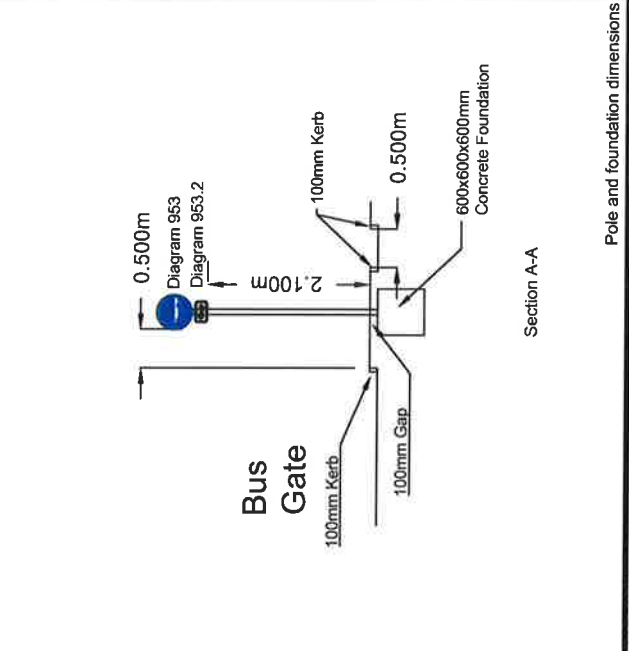 0.500m
Diagram 953
Diagram 953.2
2.100m
Bus
Gate
100mm Kerb
100mm Gap
100mm Kerb
0.500m
600x600x600mm
Concrete Foundation
Section A-A
Pole and foundation dimensions